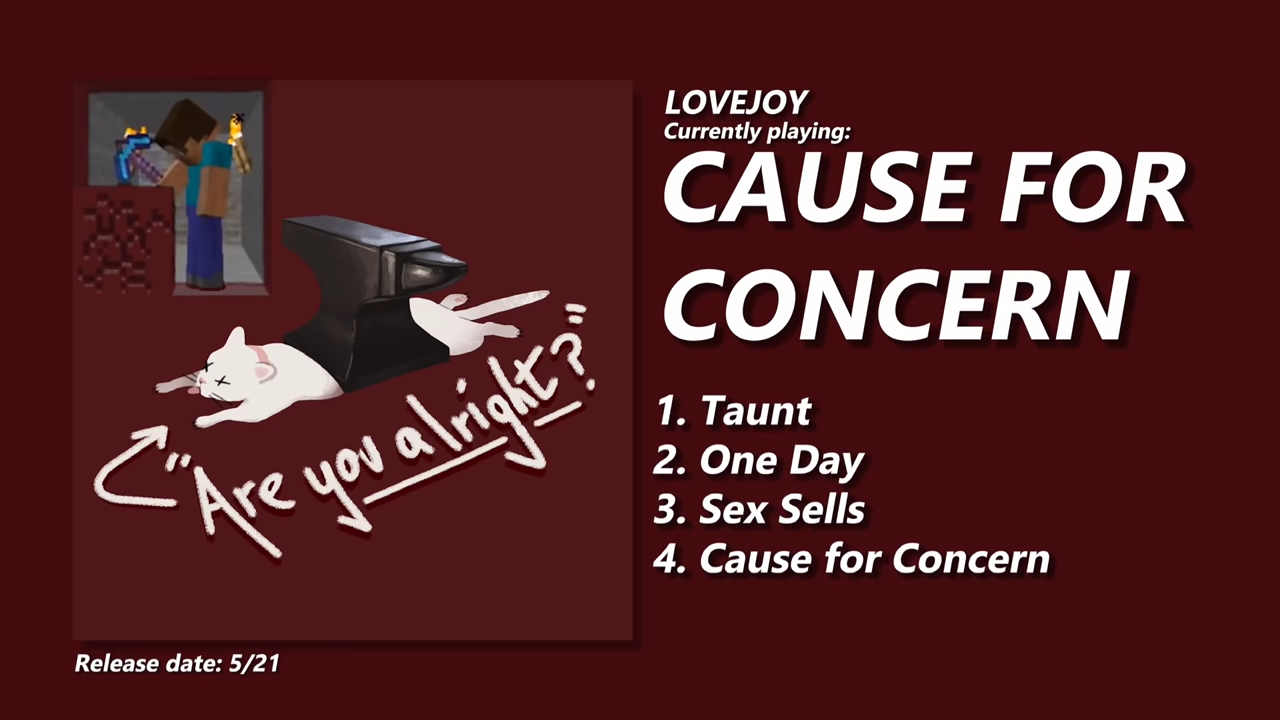 LOVEJOY
Currently playing:
CAUSE FOR
CONCERN
1. Taunt
2. One Day
3. Sex Sells
4. Cause for Concern
"Are you alright?"
Release date: 5/21